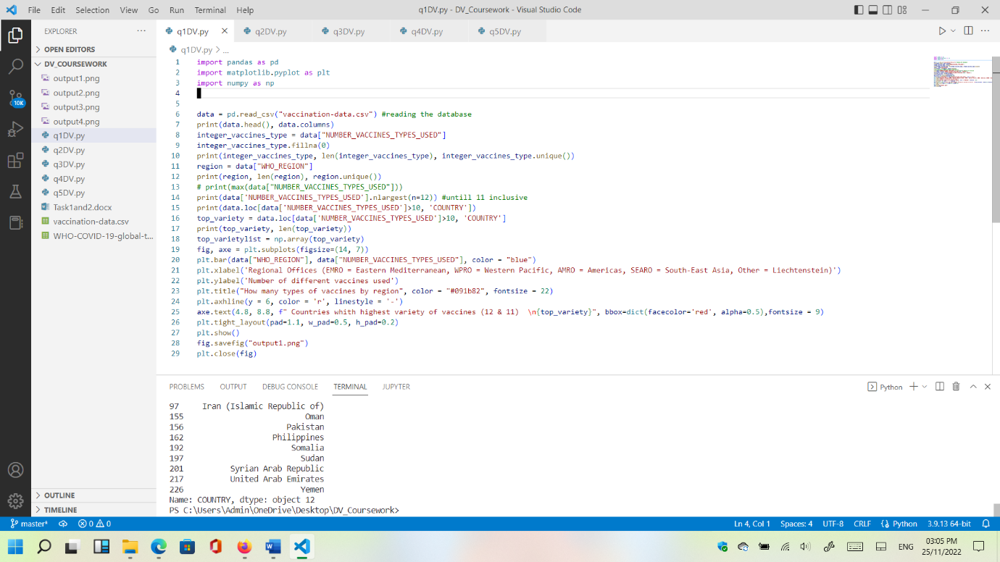 File Edit Selection View Go Run Terminal Help
q1DV.py - DV_Coursework - Visual Studio Code
EXPLORER
OPEN EDITORS
DV_COURSEWORK
output1.png
output2.png
output3.png
output4.png
q1DV.py
q2DV.py
q3DV.py
q4DV.py
q5DV.py
Task1and2.docx
vaccination-data.csv
WHO-COVID-19-global-t...
OUTLINE
TIMELINE
10K
q1DV.py q2DV.py q3DV.py q4DV.py q5DV.py
q1DV.py > ...
1 import pandas as pd
2 import matplotlib.pyplot as plt
3 import numpy as np
4
5
6 data = pd.read_csv("vaccination-data.csv") #reading the database
7 print(data.head(), data.columns)
8 integer_vaccines_type = data["NUMBER_VACCINES_TYPES_USED"]
9 integer_vaccines_type.fillna(0)
10 print(integer_vaccines_type, len(integer_vaccines_type), integer_vaccines_type.unique())
11 region = data["WHO_REGION"]
12 print(region, len(region), region.unique())
13 # print(max(data["NUMBER_VACCINES_TYPES_USED"]))
14 print(data['NUMBER_VACCINES_TYPES_USED'].nlargest(n=12)) #untill 11 inclusive
15 print(data.loc[data['NUMBER_VACCINES_TYPES_USED']>10, 'COUNTRY'])
16 top_variety = data.loc[data['NUMBER_VACCINES_TYPES_USED']>10, 'COUNTRY']
17 print(top_variety, len(top_variety))
18 top_varietylist = np.array(top_variety)
19 fig, axe = plt.subplots(figsize=(14, 7))
20 plt.bar(data["WHO_REGION"], data["NUMBER_VACCINES_TYPES_USED"], color = "blue")
21 plt.xlabel('Regional Offices (EMRO = Eastern Mediterranean, WPRO = Western Pacific, AMRO = Americas, SEARO = South-East Asia, Other = Liechtenstein)')
22 plt.ylabel('Number of different vaccines used')
23 plt.title("How many types of vaccines by region", color = "#091b82", fontsize = 22)
24 plt.axhline(y = 6, color = 'r', linestyle = '-')
25 axe.text(4.8, 8.8, f" Countries whith highest variety of vaccines (12 & 11)  \n{top_variety}", bbox=dict(facecolor='red', alpha=0.5),fontsize = 9)
26 plt.tight_layout(pad=1.1, w_pad=0.5, h_pad=0.2)
27 plt.show()
28 fig.savefig("output1.png")
29 plt.close(fig)
PROBLEMS OUTPUT DEBUG CONSOLE TERMINAL JUPYTER
Python
97 Iran (Islamic Republic of)
155 Oman
156 Pakistan
162 Philippines
192 Somalia
197 Sudan
201 Syrian Arab Republic
217 United Arab Emirates
226 Yemen
Name: COUNTRY, dtype: object 12
PS C:\Users\Admin\OneDrive\Desktop\DV_Coursework>
master* 0 0 Ln 4, Col 1 Spaces: 4 UTF-8 CRLF Python 3.9.13 64-bit
ENG
03:05 PM
25/11/2022